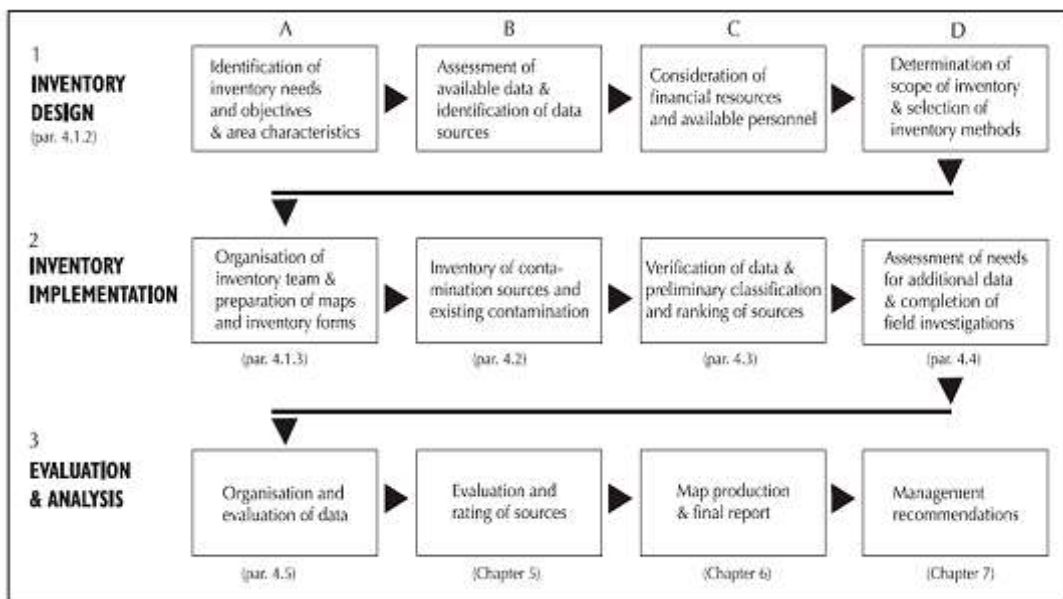 A
B
C
D
1
INVENTORY
DESIGN
(par. 4.1.2)
Identification of
inventory needs
and objectives
& area characteristics
Assessment of
available data &
identification of data
sources
Consideration of
financial resources
and available personnel
Determination of
scope of inventory
& selection of
inventory methods
2
INVENTORY
IMPLEMENTATION
Organisation of
inventory team &
preparation of maps
and inventory forms
(par. 4.1.3)
Inventory of conta-
mination sources and
existing contamination
(par. 4.2)
Verification of data &
preliminary classification
and ranking of sources
(par. 4.3)
Assessment of needs
for additional data
& completion of
field investigations
(par. 4.4)
3
EVALUATION
& ANALYSIS
Organisation and
evaluation of data
(par. 4.5)
Evaluation and
rating of sources
(Chapter 5)
Map production
& final report
(Chapter 6)
Management
recommendations
(Chapter 7)